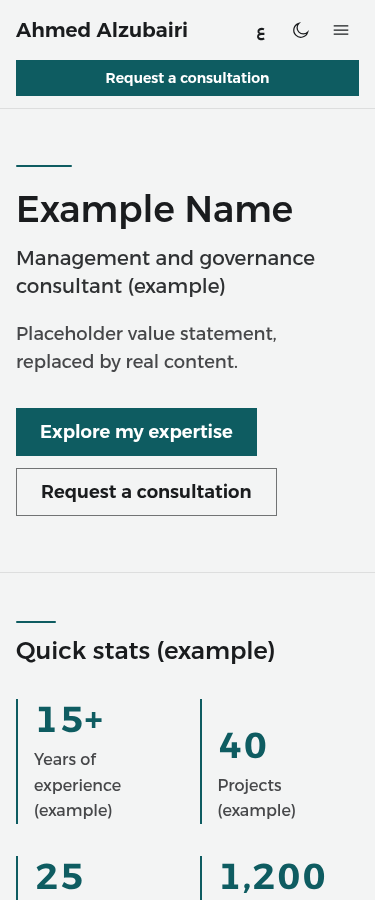 Ahmed Alzubairi
ع
Request a consultation
Example Name
Management and governance
consultant (example)
Placeholder value statement,
replaced by real content.
Explore my expertise
Request a consultation
Quick stats (example)
15+
Years of
experience
(example)
40
Projects
(example)
25
1,200